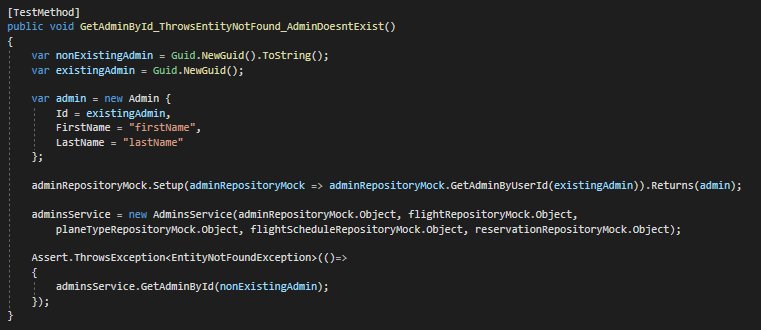 [TestMethod]
public void GetAdminById_ThrowsEntityNotFound_AdminDoesntExist()
{
    var nonExistingAdmin = Guid.NewGuid().ToString();
    var existingAdmin = Guid.NewGuid();

    var admin = new Admin {
        Id = existingAdmin,
        FirstName = "firstName",
        LastName = "lastName"
    };

    adminRepositoryMock.Setup(adminRepositoryMock => adminRepositoryMock.GetAdminByUserId(existingAdmin)).Returns(admin);

    adminsService = new AdminsService(adminRepositoryMock.Object, flightRepositoryMock.Object,
        planeTypeRepositoryMock.Object, flightScheduleRepositoryMock.Object, reservationRepositoryMock.Object);

    Assert.ThrowsException<EntityNotFoundException>(()=>
    {
        adminsService.GetAdminById(nonExistingAdmin);
    });
}